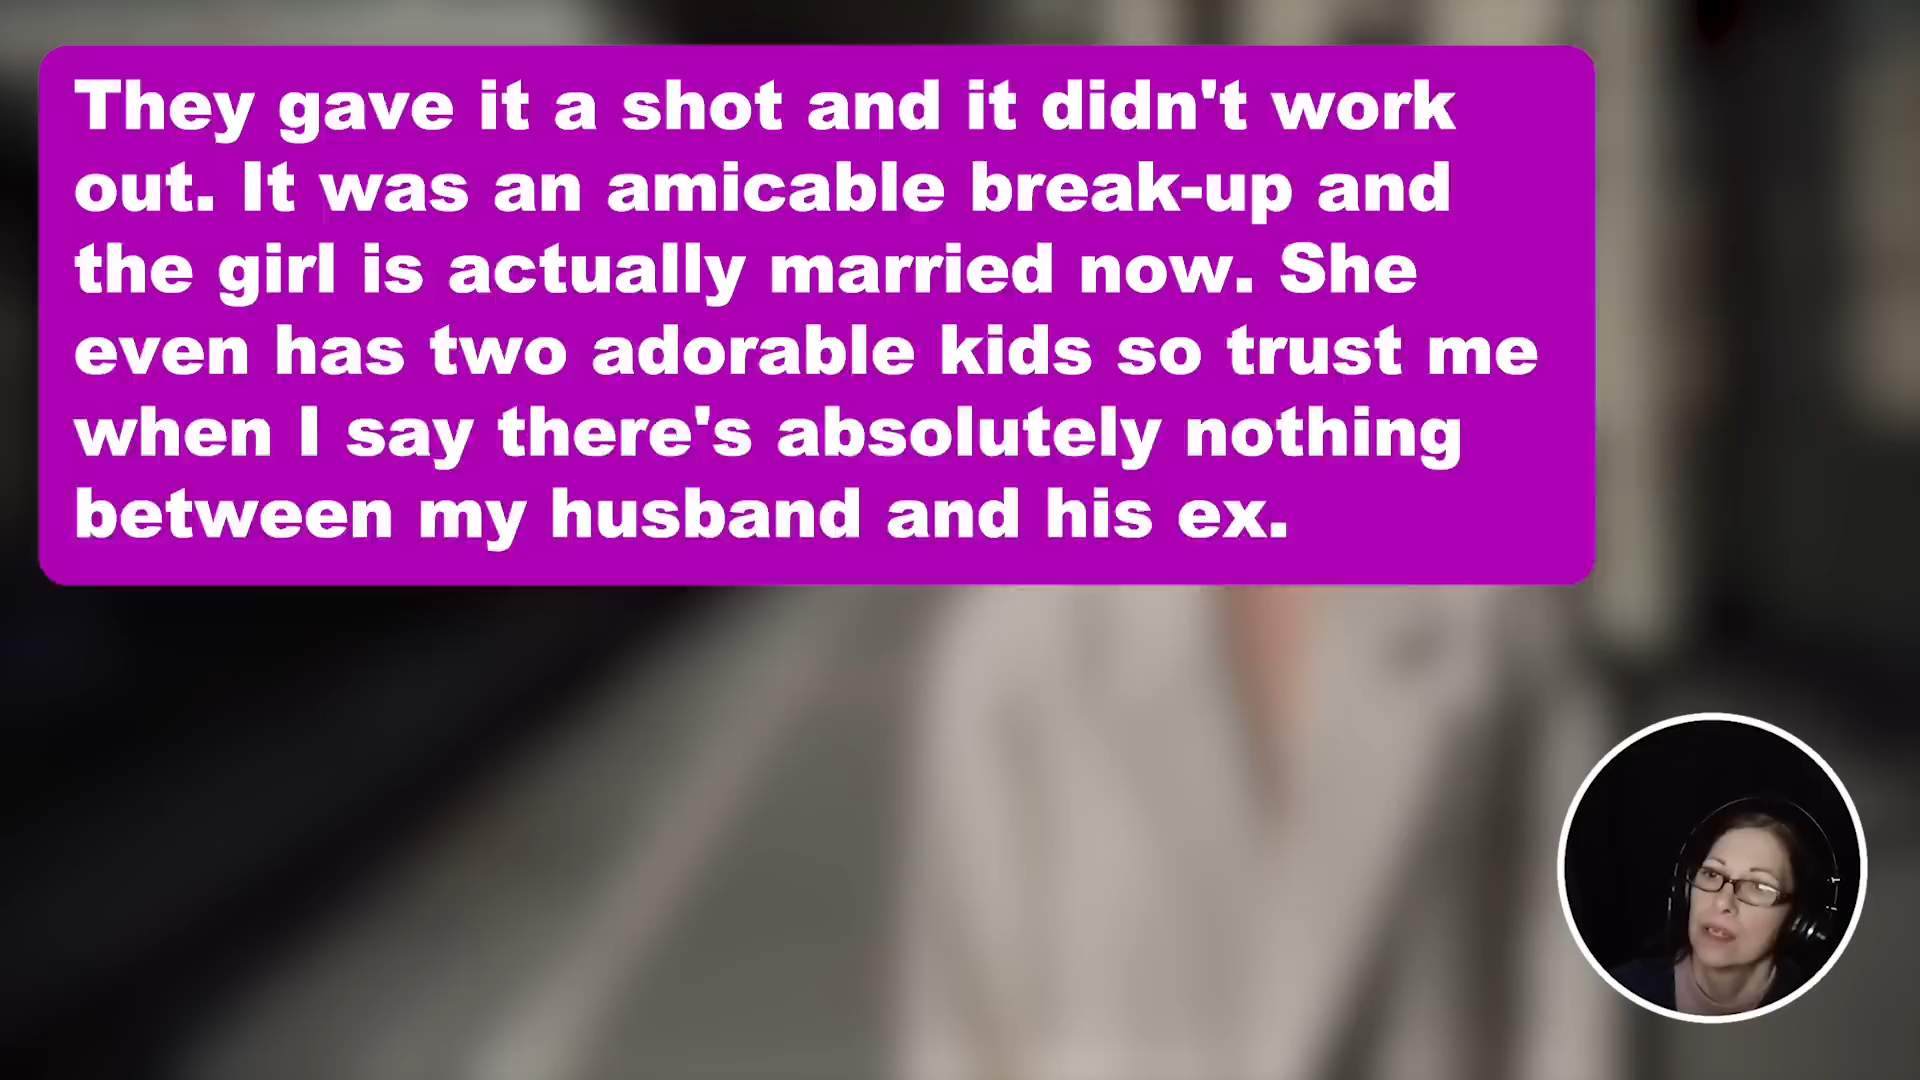 They gave it a shot and it didn't work
out. It was an amicable break-up and
the girl is actually married now. She
even has two adorable kids so trust me
when I say there's absolutely nothing
between my husband and his ex.